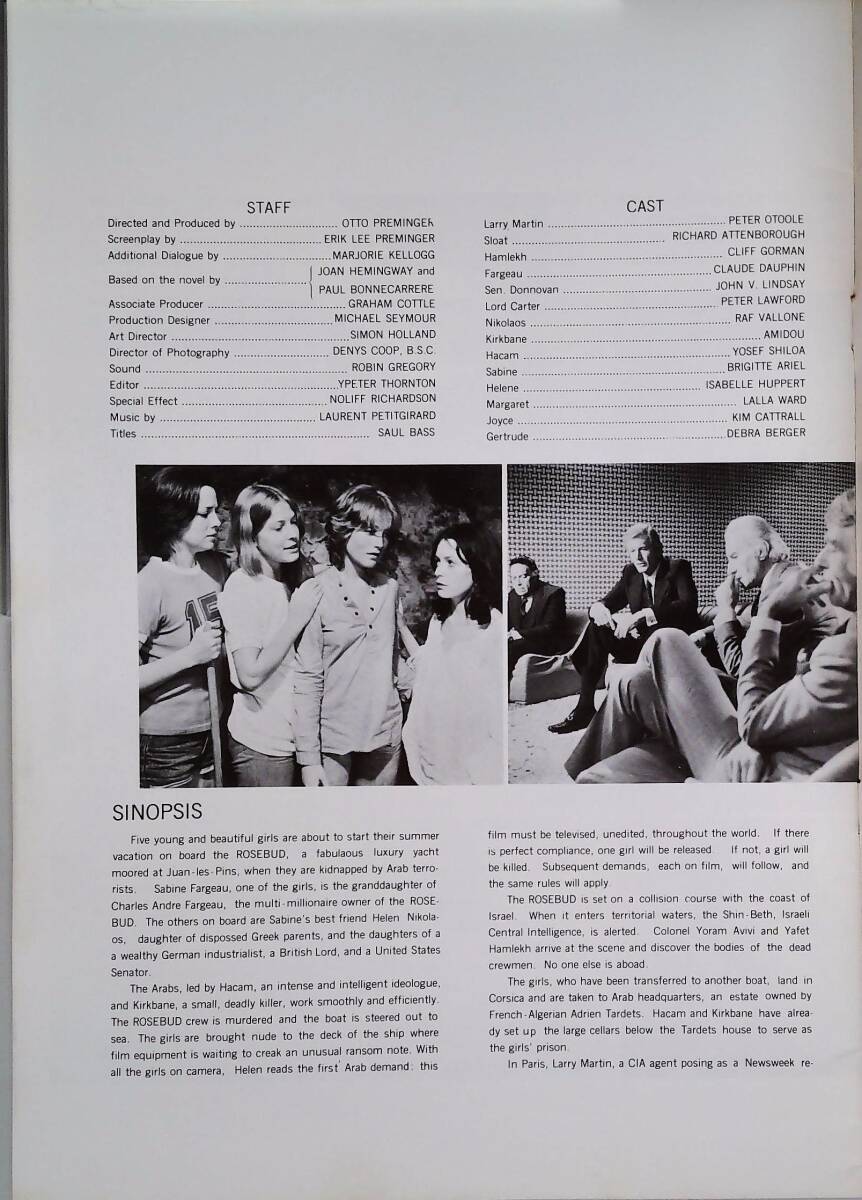 STAFF
Directed and Produced by ............................ OTTO PREMINGER
Screenplay by ........................................ ERIK LEE PREMINGER
Additional Dialogue by ............................... MARJORIE KELLOGG
Based on the novel by ....................... { JOAN HEMINGWAY and
PAUL BONNECARRERE
Associate Producer ....................................... GRAHAM COTTLE
Production Designer ................................. MICHAEL SEYMOUR
Art Director ................................................... SIMON HOLLAND
Director of Photography ........................... DENYS COOP, B.S.C.
Sound ......................................................... ROBIN GREGORY
Editor ....................................................... YPETER THORNTON
Special Effect ......................................... NOLIFF RICHARDSON
Music by ............................................ LAURENT PETITGIRARD
Titles ................................................................. SAUL BASS
CAST
Larry Martin .................................................. PETER OTOOLE
Sloat ........................................... RICHARD ATTENBOROUGH
Hamlekh ....................................................... CLIFF GORMAN
Fargeau .................................................... CLAUDE DAUPHIN
Sen. Donnovan ........................................... JOHN V. LINDSAY
Lord Carter .................................................. PETER LAWFORD
Nikolaos ......................................................... RAF VALLONE
Kirkbane ................................................................. AMIDOU
Hacam ......................................................... YOSEF SHILOA
Sabine ......................................................... BRIGITTE ARIEL
Helene .................................................. ISABELLE HUPPERT
Margaret ......................................................... LALLA WARD
Joyce ........................................................... KIM CATTRALL
Gertrude ...................................................... DEBRA BERGER
15
SINOPSIS
Five young and beautiful girls are about to start their summer
vacation on board the ROSEBUD, a fabulous luxury yacht
moored at Juan-les-Pins, when they are kidnapped by Arab terro-
rists. Sabine Fargeau, one of the girls, is the granddaughter of
Charles Andre Fargeau, the multi-millionaire owner of the ROSE-
BUD. The others on board are Sabine's best friend Helen Nikola-
os, daughter of dispossed Greek parents, and the daughters of a
a wealthy German industrialist, a British Lord, and a United States
Senator.
The Arabs, led by Hacam, an intense and intelligent ideologue,
and Kirkbane, a small, deadly killer, work smoothly and efficiently.
The ROSEBUD crew is murdered and the boat is steered out to
sea. The girls are brought nude to the deck of the ship where
film equipment is waiting to creak an unusual ransom note. With
all the girls on camera, Helen reads the first Arab demand: this
film must be televised, unedited, throughout the world. If there
is perfect compliance, one girl will be released. If not, a girl will
be killed. Subsequent demands, each on film, will follow, and
the same rules will apply.
The ROSEBUD is set on a collision course with the coast of
Israel. When it enters territorial waters, the Shin-Beth, Israeli
Central Intelligence, is alerted. Colonel Yoram Avivi and Yafet
Hamlekh arrive at the scene and discover the bodies of the dead
crewmen. No one else is aboad.
The girls, who have been transferred to another boat, land in
Corsica and are taken to Arab headquarters, an estate owned by
French-Algerian Adrien Tardets. Hacam and Kirkbane have alrea-
dy set up the large cellars below the Tardets house to serve as
the girls' prison.
In Paris, Larry Martin, a CIA agent posing as a Newsweek re-